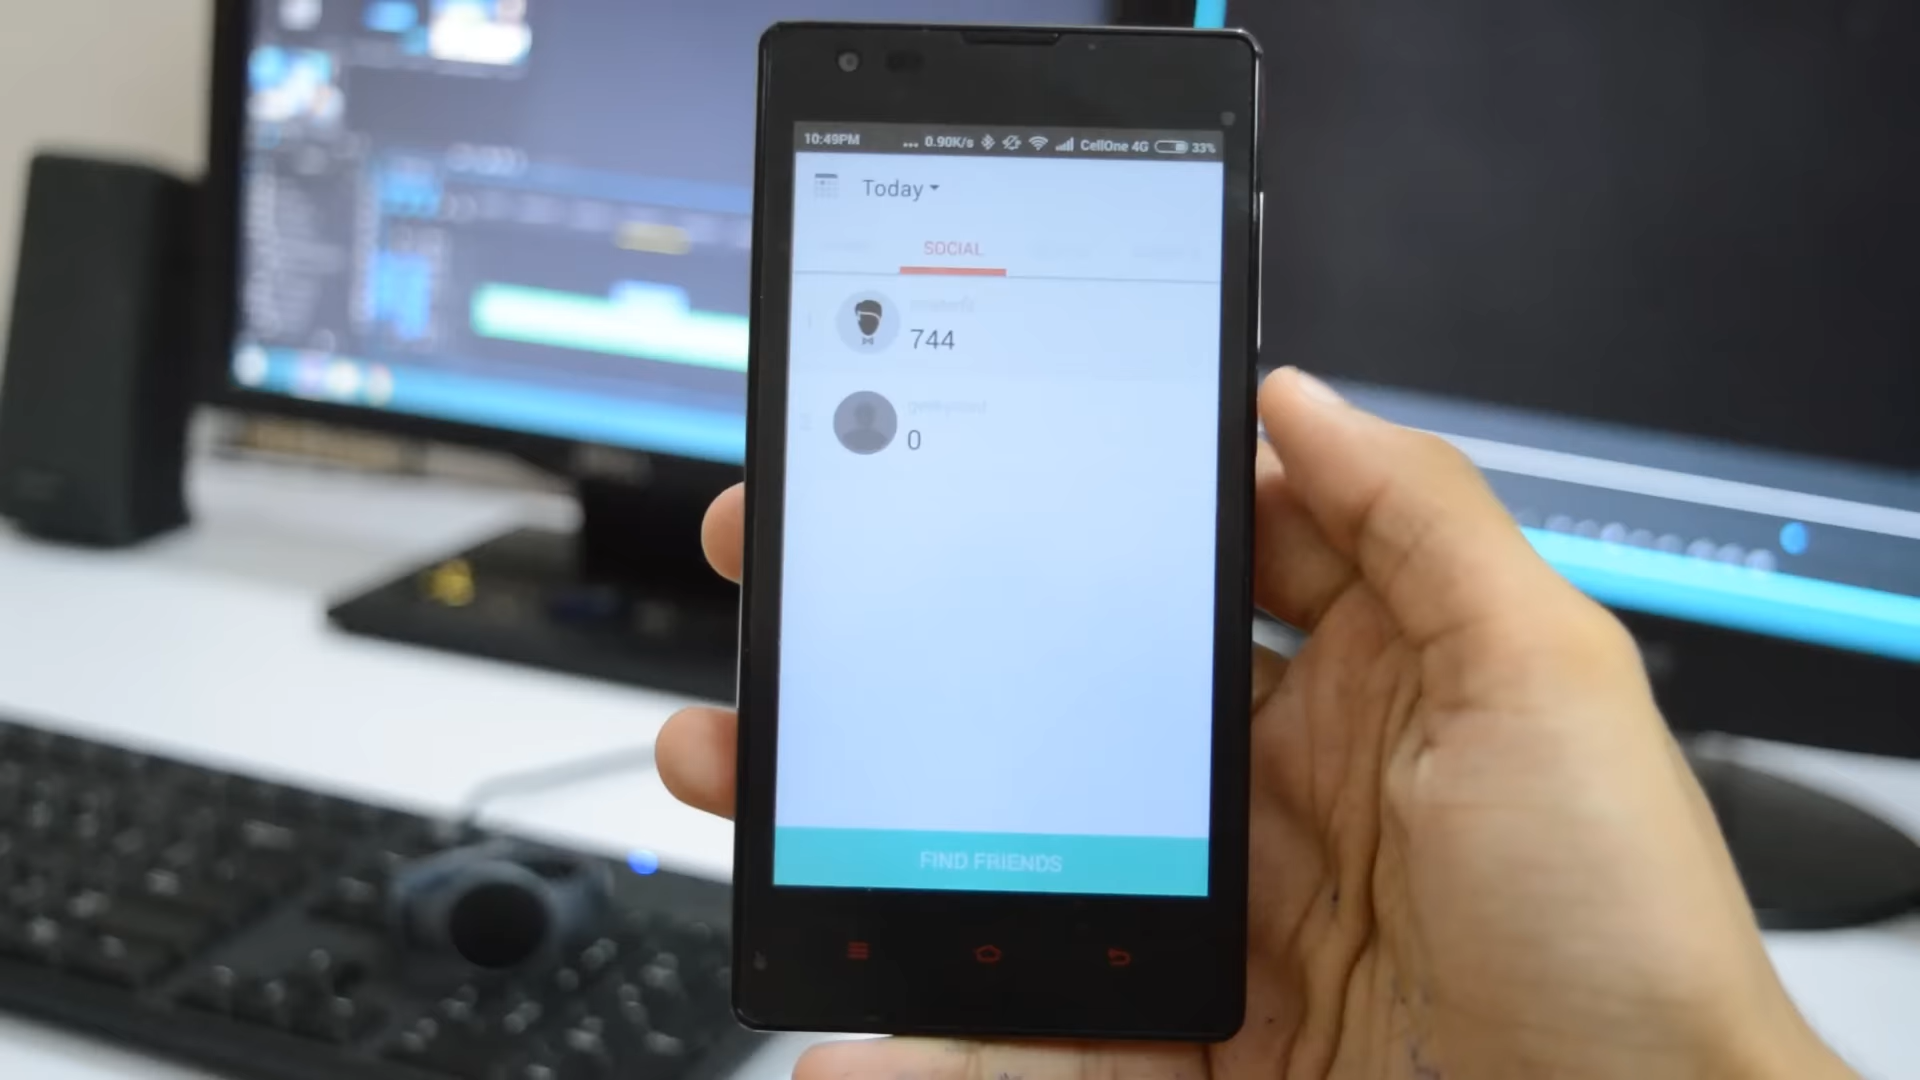 10:49PM ... 0.90K/s CellOne 4G 33%
Today
SOCIAL
744
0
FIND FRIENDS